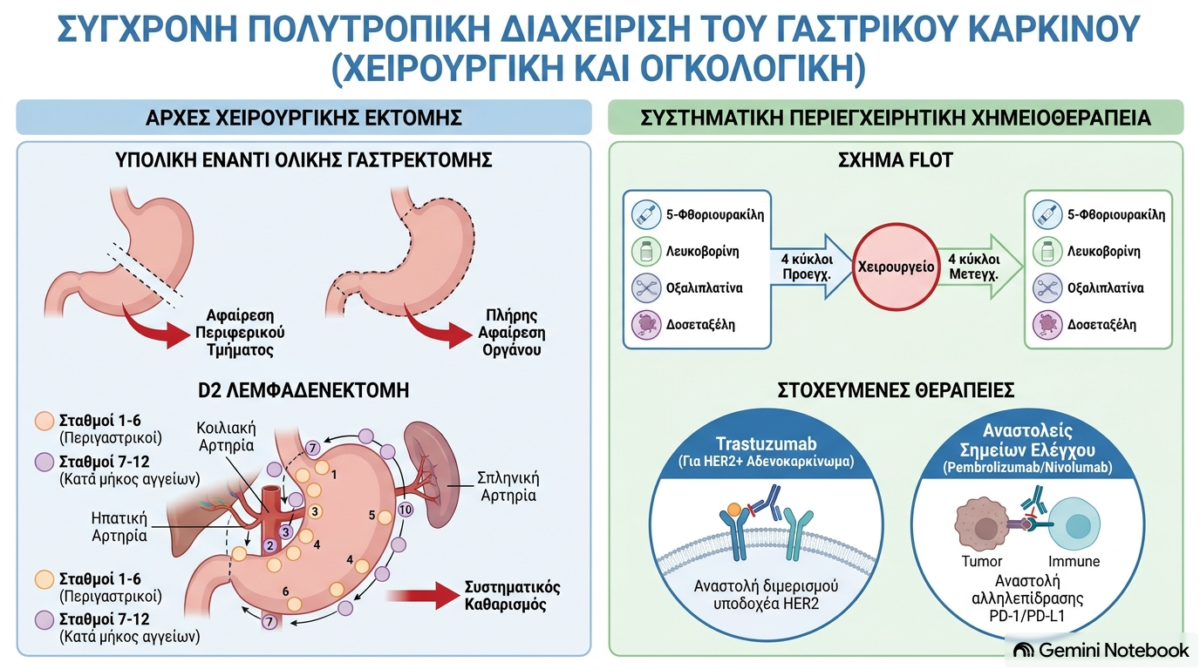 ΣΥΓΧΡΟΝΗ ΠΟΛΥΤΡΟΠΙΚΗ ΔΙΑΧΕΙΡΙΣΗ ΤΟΥ ΓΑΣΤΡΙΚΟΥ ΚΑΡΚΙΝΟΥ
(ΧΕΙΡΟΥΡΓΙΚΗ ΚΑΙ ΟΓΚΟΛΟΓΙΚΗ)
ΑΡΧΕΣ ΧΕΙΡΟΥΡΓΙΚΗΣ ΕΚΤΟΜΗΣ
ΥΠΟΛΙΚΗ ΕΝΑΝΤΙ ΟΛΙΚΗΣ ΓΑΣΤΡΕΚΤΟΜΗΣ
Αφαίρεση
Περιφερικού
Τμήματος
Πλήρης
Αφαίρεση
Οργάνου
D2 ΛΕΜΦΑΔΕΝΕΚΤΟΜΗ
Σταθμοί 1-6
(Περιγαστρικοί)
Σταθμοί 7-12
(Κατά μήκος αγγείων)
Κοιλιακή
Αρτηρία
Ηπατική
Αρτηρία
Σπληνική
Αρτηρία
7
1
3
5
10
3
2
4
4
6
7
Σταθμοί 1-6
(Περιγαστρικοί)
Σταθμοί 7-12
(Κατά μήκος αγγείων)
Συστηματικός
Καθαρισμός
ΣΥΣΤΗΜΑΤΙΚΗ ΠΕΡΙΕΓΧΕΙΡΗΤΙΚΗ ΧΗΜΕΙΟΘΕΡΑΠΕΙΑ
ΣΧΗΜΑ FLOT
5-Φθοριουρακίλη
Λευκοβορίνη
Οξαλιπλατίνα
Δοσεταξέλη
4 κύκλοι
Προεγχ.
Χειρουργείο
4 κύκλοι
Μετεγχ.
5-Φθοριουρακίλη
Λευκοβορίνη
Οξαλιπλατίνα
Δοσεταξέλη
ΣΤΟΧΕΥΜΕΝΕΣ ΘΕΡΑΠΕΙΕΣ
Trastuzumab
(Για HER2+ Αδενοκαρκίνωμα)
Αναστολή διμερισμού
υποδοχέα HER2
Αναστολείς
Σημείων Ελέγχου
(Pembrolizumab/Nivolumab)
Tumor
Immune
Αναστολή
αλληλεπίδρασης
PD-1/PD-L1
Gemini Notebook